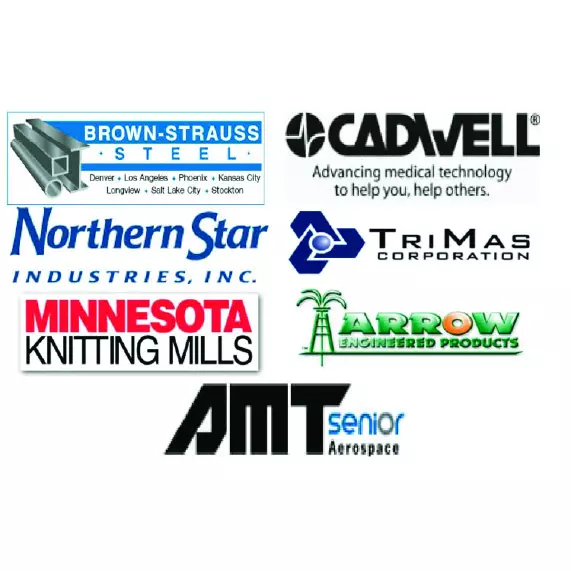 BROWN-STRAUSS
• STEEL •
Denver • Los Angeles • Phoenix • Kansas City
Longview • Salt Lake City • Stockton
CADWELL®
Advancing medical technology
to help you, help others.
Northern Star
INDUSTRIES, INC.
TRIMAS
CORPORATION
MINNESOTA
KNITTING MILLS
ARROW
ENGINEERED PRODUCTS
AMT senior
Aerospace